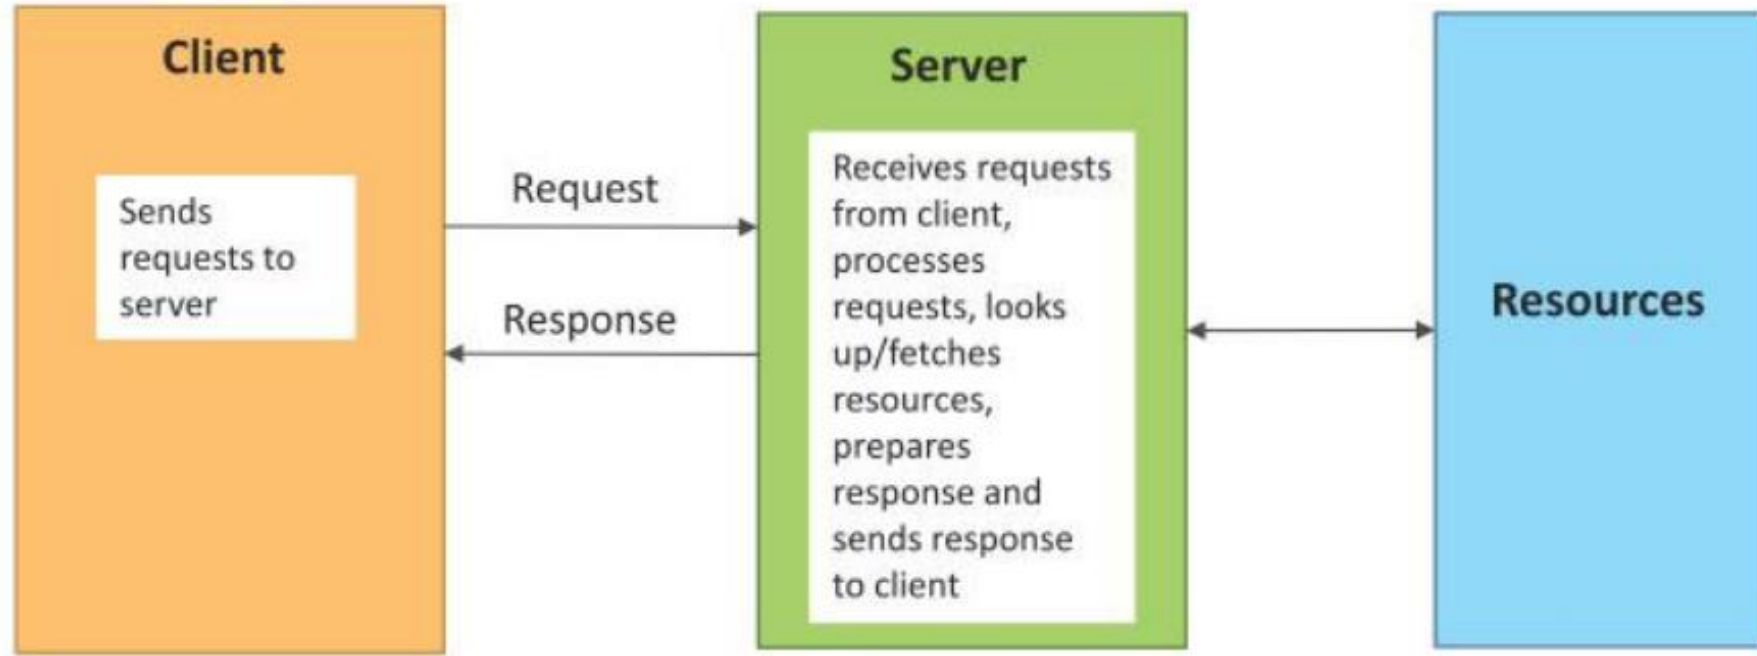 Client
Sends
requests to
server
Request
Response
Server
Receives requests
from client,
processes
requests, looks
up/fetches
resources,
prepares
response and
sends response
to client
Resources